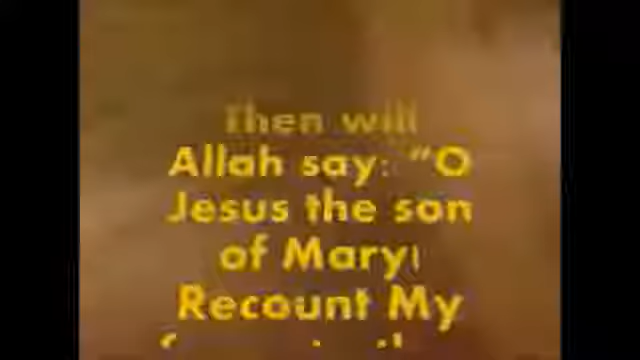 Then will
Allah say: "O
Jesus the son
of Mary!
Recount My